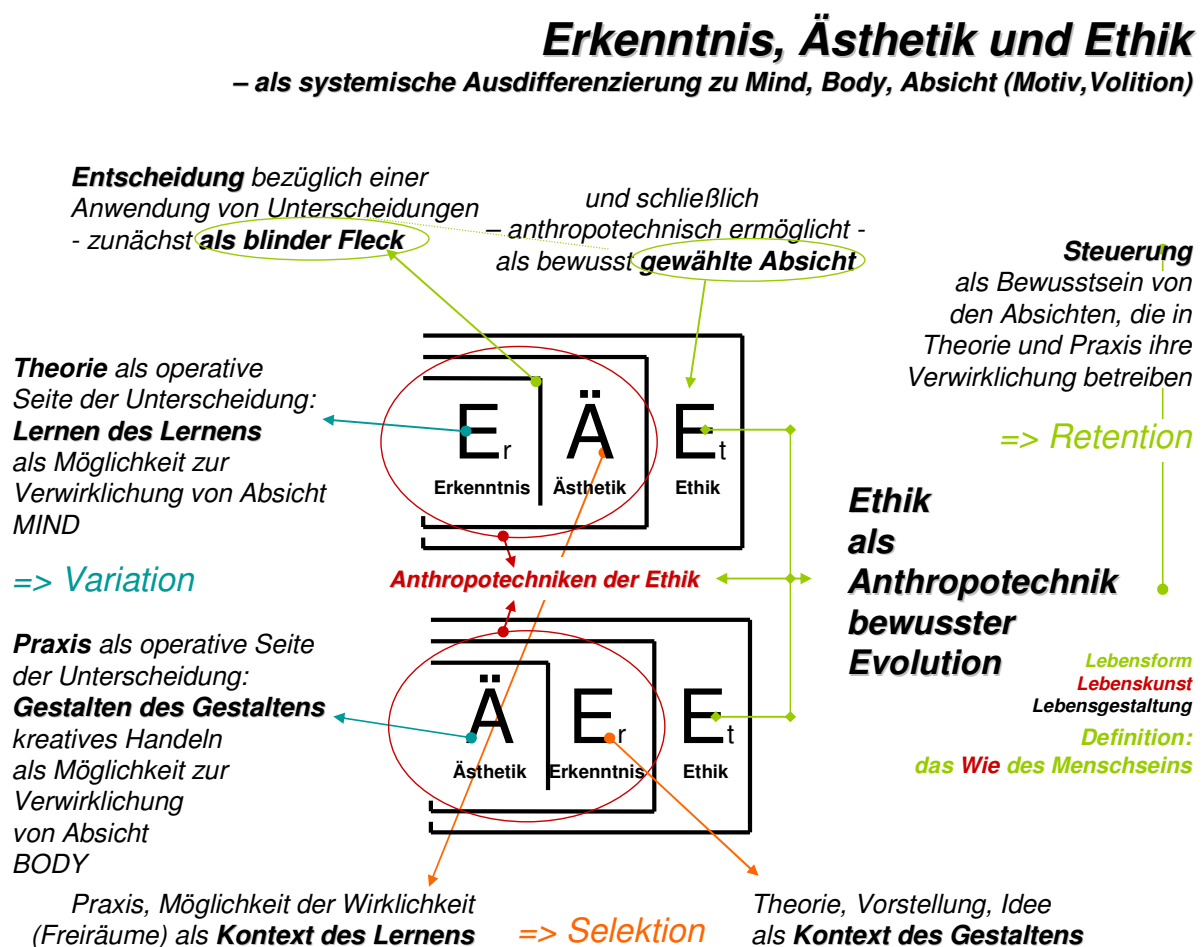 Erkenntnis, Ästhetik und Ethik
– als systemische Ausdifferenzierung zu Mind, Body, Absicht (Motiv,Volition)
Entscheidung bezüglich einer
Anwendung von Unterscheidungen
- zunächst als blinder Fleck
und schließlich
– anthropotechnisch ermöglicht -
als bewusst gewählte Absicht
Steuerung
als Bewusstsein von
den Absichten, die in
Theorie und Praxis ihre
Verwirklichung betreiben
=> Retention
Theorie als operative
Seite der Unterscheidung:
Lernen des Lernens
als Möglichkeit zur
Verwirklichung von Absicht
MIND
=> Variation
Er Ä Et
Erkenntnis Ästhetik Ethik
Anthropotechniken der Ethik
Ethik
als
Anthropotechnik
bewusster
Evolution
Praxis als operative Seite
der Unterscheidung:
Gestalten des Gestaltens
kreatives Handeln
als Möglichkeit zur
Verwirklichung
von Absicht
BODY
Ä Er Et
Ästhetik Erkenntnis Ethik
Lebensform
Lebenskunst
Lebensgestaltung
Definition:
das Wie des Menschseins
Praxis, Möglichkeit der Wirklichkeit
(Freiräume) als Kontext des Lernens
=> Selektion
Theorie, Vorstellung, Idee
als Kontext des Gestaltens